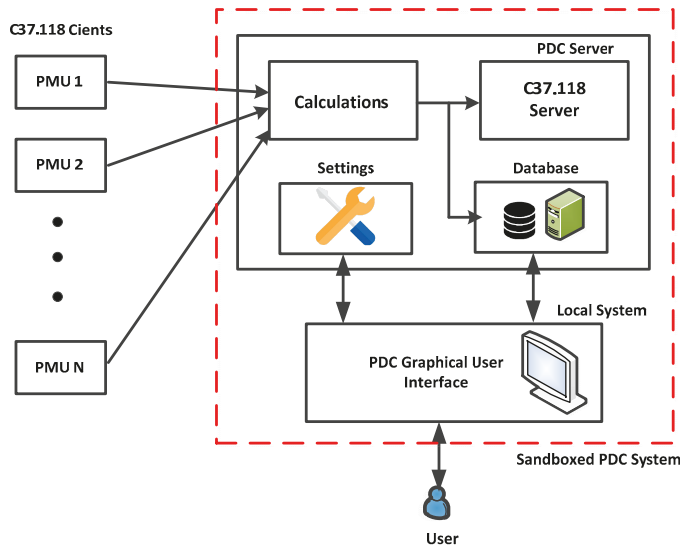 C37.118 Cients
PMU 1
PMU 2
PMU N
PDC Server
Calculations
C37.118
Server
Settings
Database
Local System
PDC Graphical User
Interface
Sandboxed PDC System
User